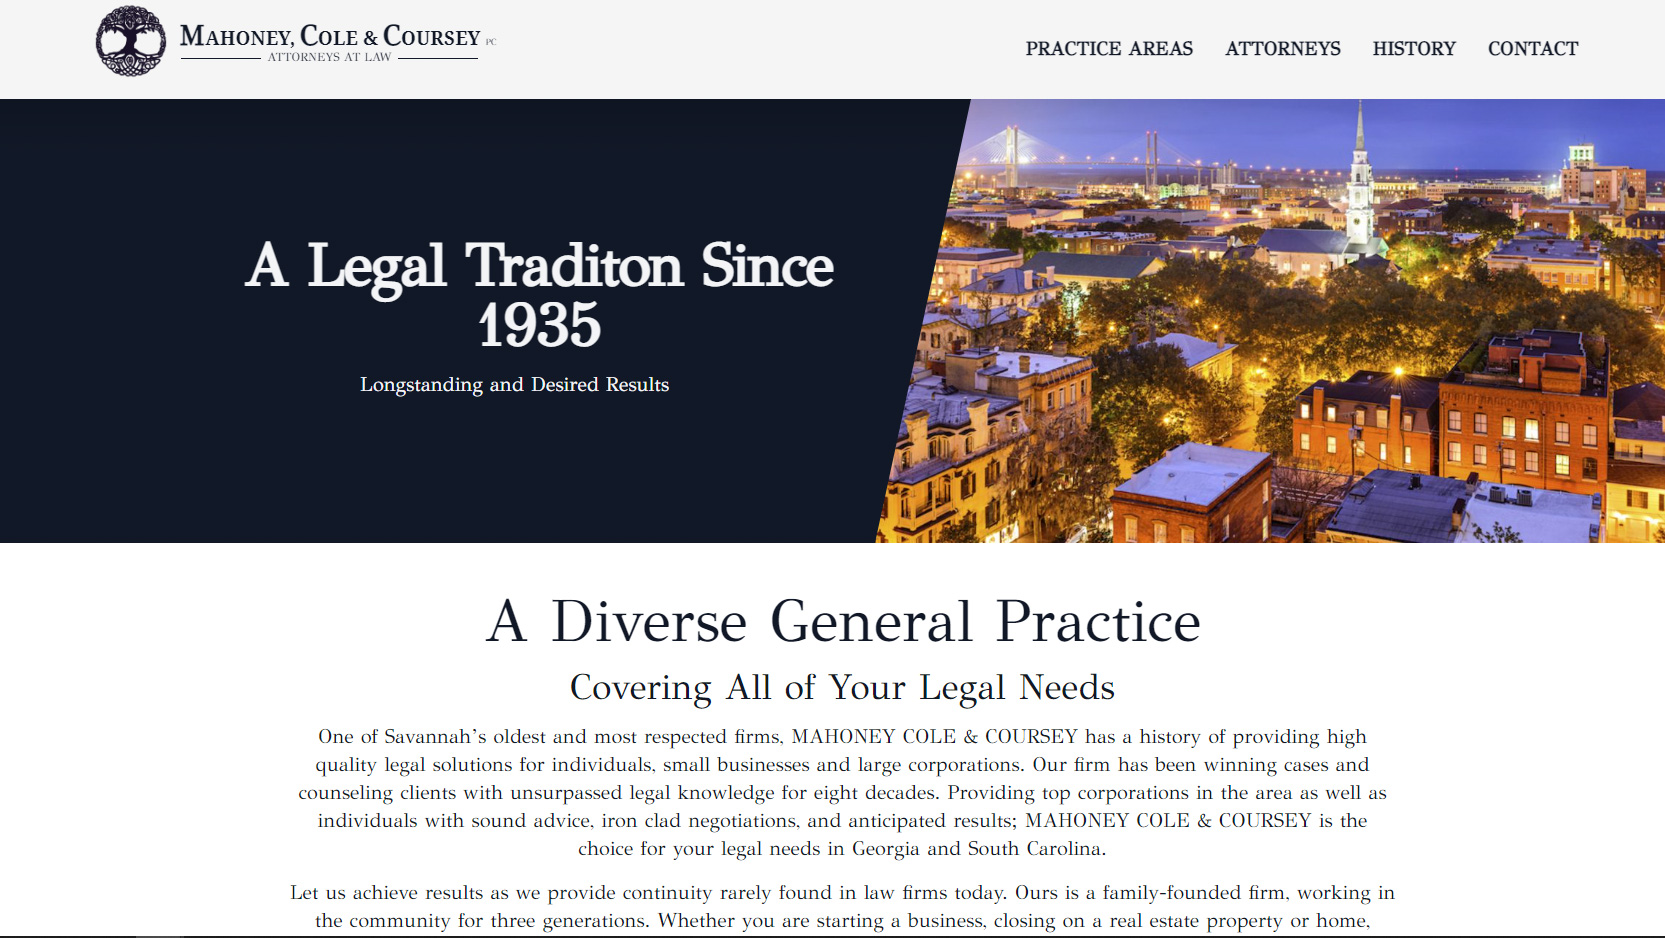 MAHONEY, COLE & COURSEY PC
ATTORNEYS AT LAW
PRACTICE AREAS ATTORNEYS HISTORY CONTACT
A Legal Traditon Since
1935
Longstanding and Desired Results
A Diverse General Practice
Covering All of Your Legal Needs
One of Savannah's oldest and most respected firms, MAHONEY COLE & COURSEY has a history of providing high
quality legal solutions for individuals, small businesses and large corporations. Our firm has been winning cases and
counseling clients with unsurpassed legal knowledge for eight decades. Providing top corporations in the area as well as
individuals with sound advice, iron clad negotiations, and anticipated results; MAHONEY COLE & COURSEY is the
choice for your legal needs in Georgia and South Carolina.
Let us achieve results as we provide continuity rarely found in law firms today. Ours is a family-founded firm, working in
the community for three generations. Whether you are starting a business, closing on a real estate property or home,